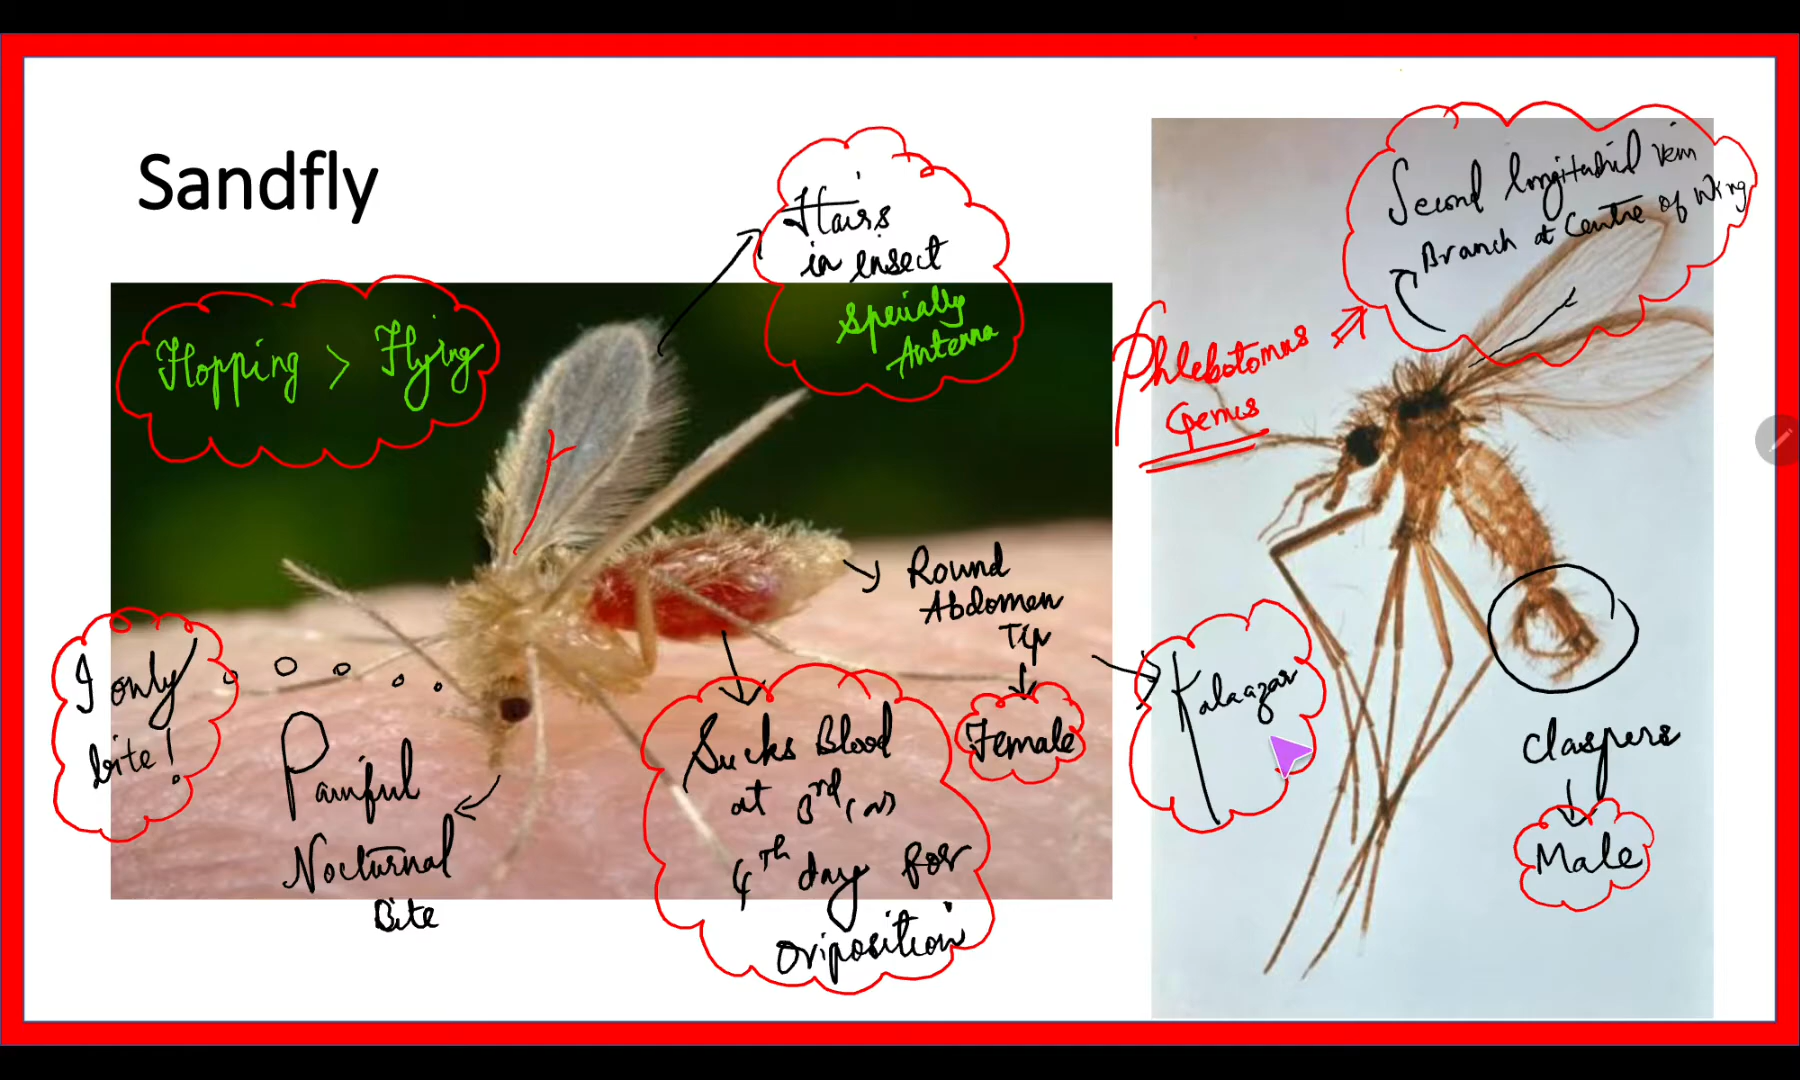 Sandfly
Hairs
in insect
Specially
Antenna
Second longitudinal vein
Branch at Centre of Wing
Hopping > Flying
Phlebotomus
Genus
Round
Abdomen
Tip
Female
I only
bite!
Painful
Nocturnal
Bite
Sucks Blood
at 3rd (or)
4th day for
Oviposition
Kalaazar
Claspers
Male